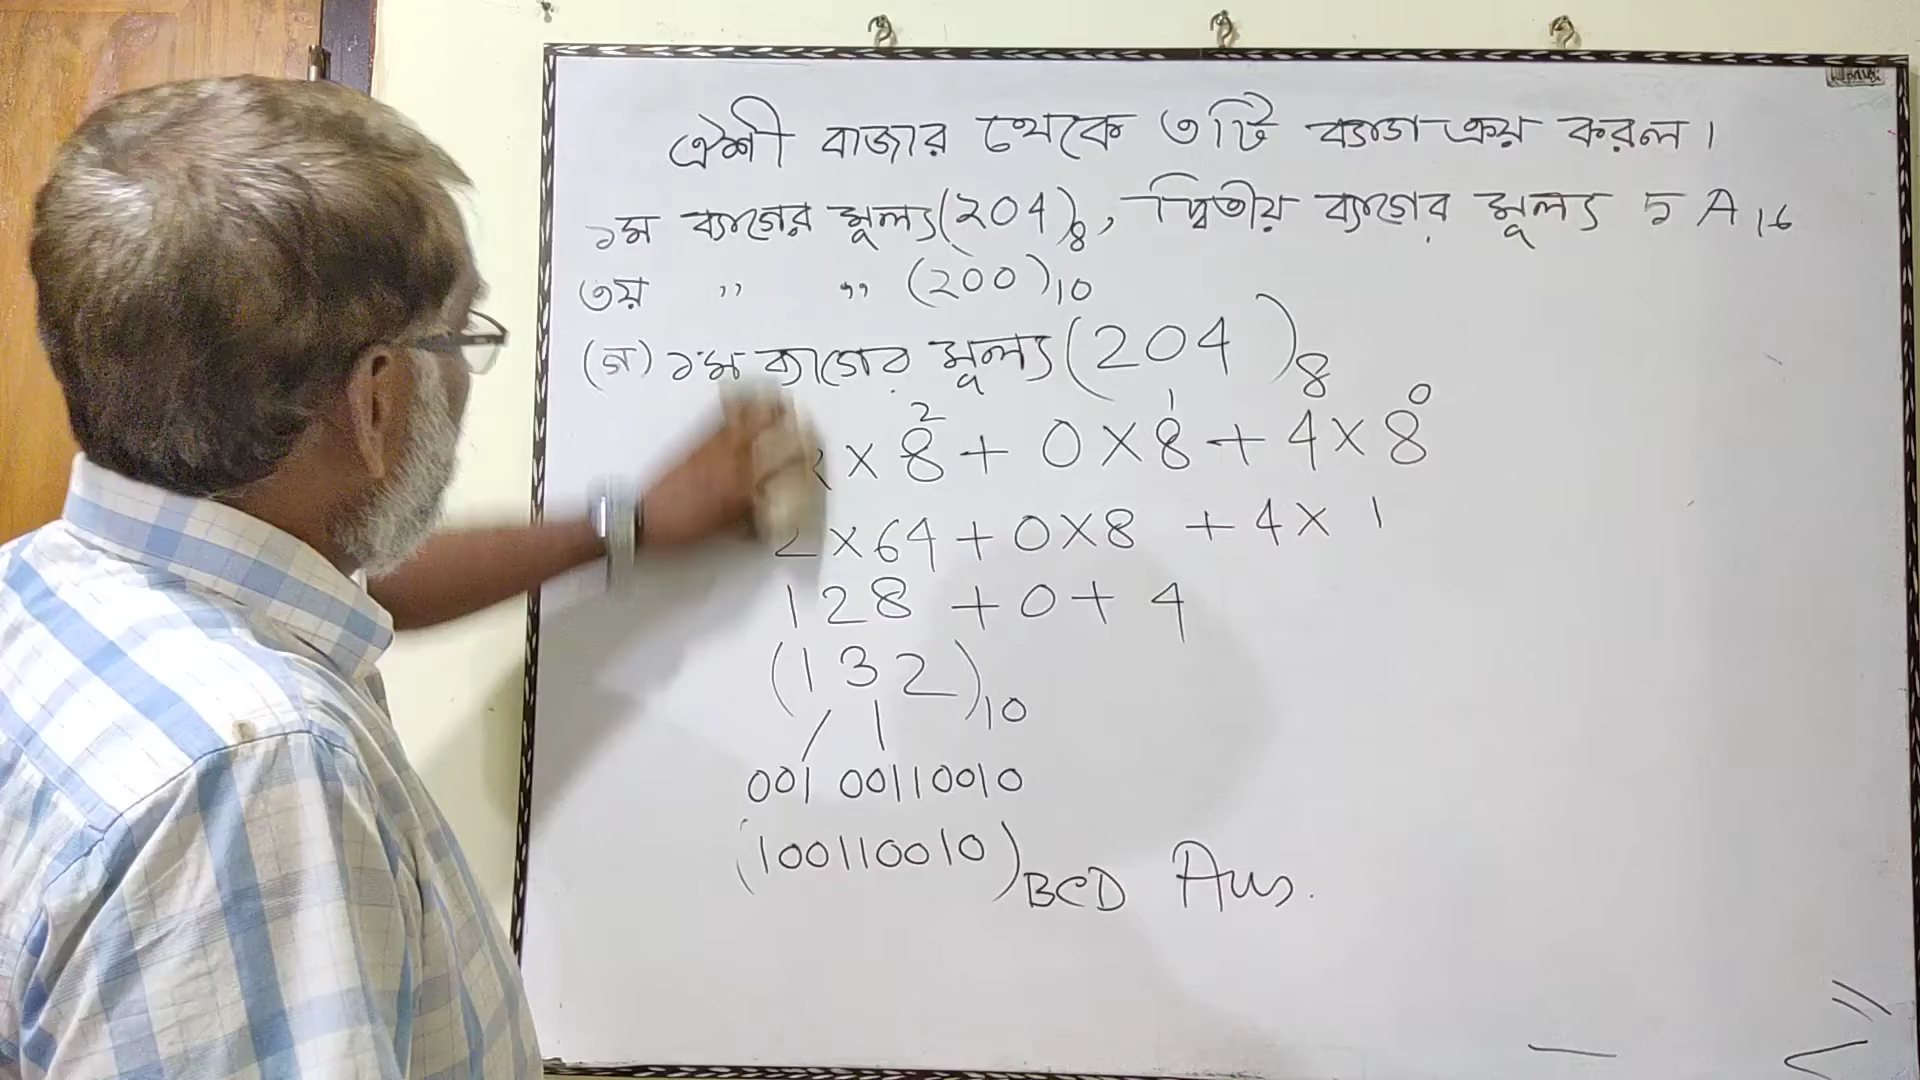 ঐশী বাজার থেকে ৩টি ব্যাগ ক্রয় করল।
১ম ব্যাগের মূল্য (204)8, দ্বিতীয় ব্যাগের মূল্য 5A16
৩য় " " (200)10
(গ) ১ম ব্যাগের মূল্য (204)8
2 × 8² + 0 × 8¹ + 4 × 8⁰
2 × 64 + 0 × 8 + 4 × 1
128 + 0 + 4
(132)10
001 00110010
(100110010)BCD Ans.